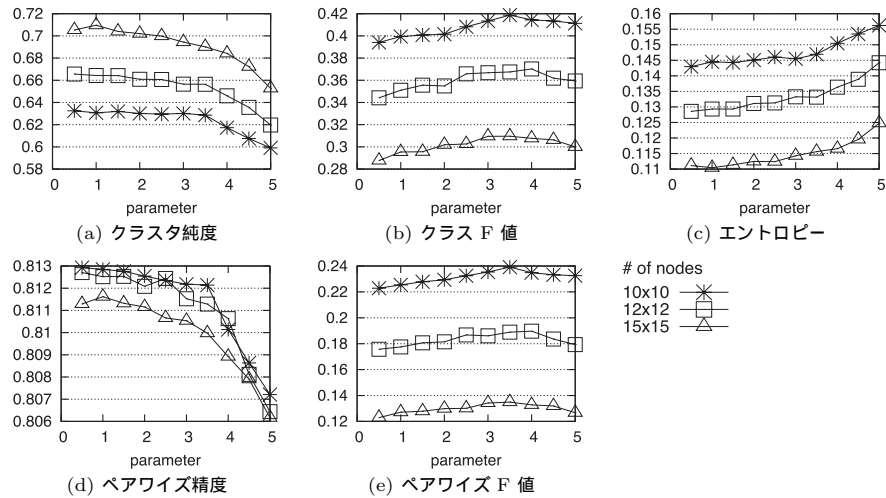 0.72
0.7
0.68
0.66
0.64
0.62
0.6
0.58
0 1 2 3 4 5
parameter
(a) クラスタ純度
0.42
0.4
0.38
0.36
0.34
0.32
0.3
0.28
0 1 2 3 4 5
parameter
(b) クラス F 値
0.16
0.155
0.15
0.145
0.14
0.135
0.13
0.125
0.12
0.115
0.11
0 1 2 3 4 5
parameter
(c) エントロピー
0.813
0.812
0.811
0.81
0.809
0.808
0.807
0.806
0 1 2 3 4 5
parameter
(d) ペアワイズ精度
0.24
0.22
0.2
0.18
0.16
0.14
0.12
0 1 2 3 4 5
parameter
(e) ペアワイズ F 値
# of nodes
10x10
12x12
15x15